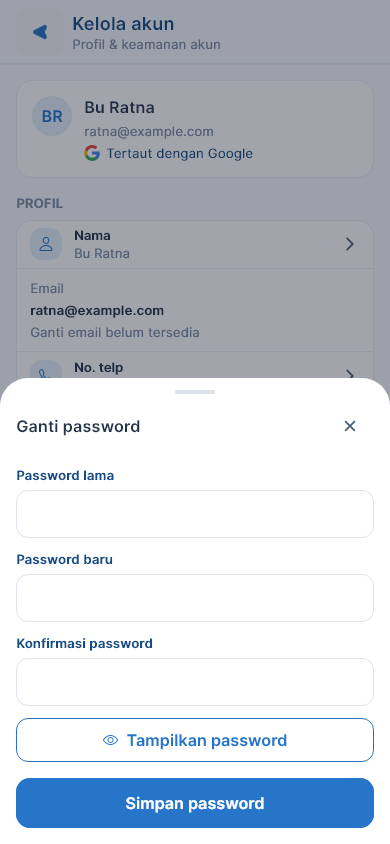 Kelola akun
Profil & keamanan akun
BR
Bu Ratna
ratna@example.com
Tertaut dengan Google
PROFIL
Nama
Bu Ratna
Email
ratna@example.com
Ganti email belum tersedia
No. telp
Ganti password
Password lama
Password baru
Konfirmasi password
Tampilkan password
Simpan password